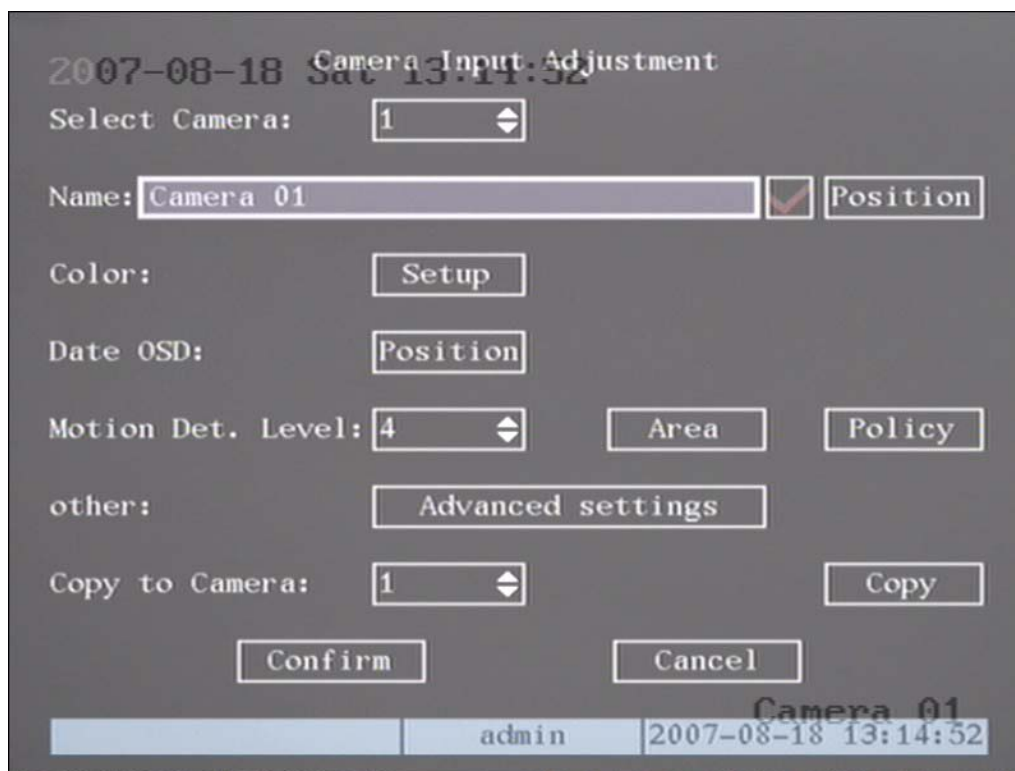 Camera Input Adjustment
2007-08-18 Sat 13:14:52
Select Camera: 1
Name: Camera 01 Position
Color: Setup
Date OSD: Position
Motion Det. Level: 4 Area Policy
other: Advanced settings
Copy to Camera: 1 Copy
Confirm Cancel
Camera 01
admin 2007-08-18 13:14:52